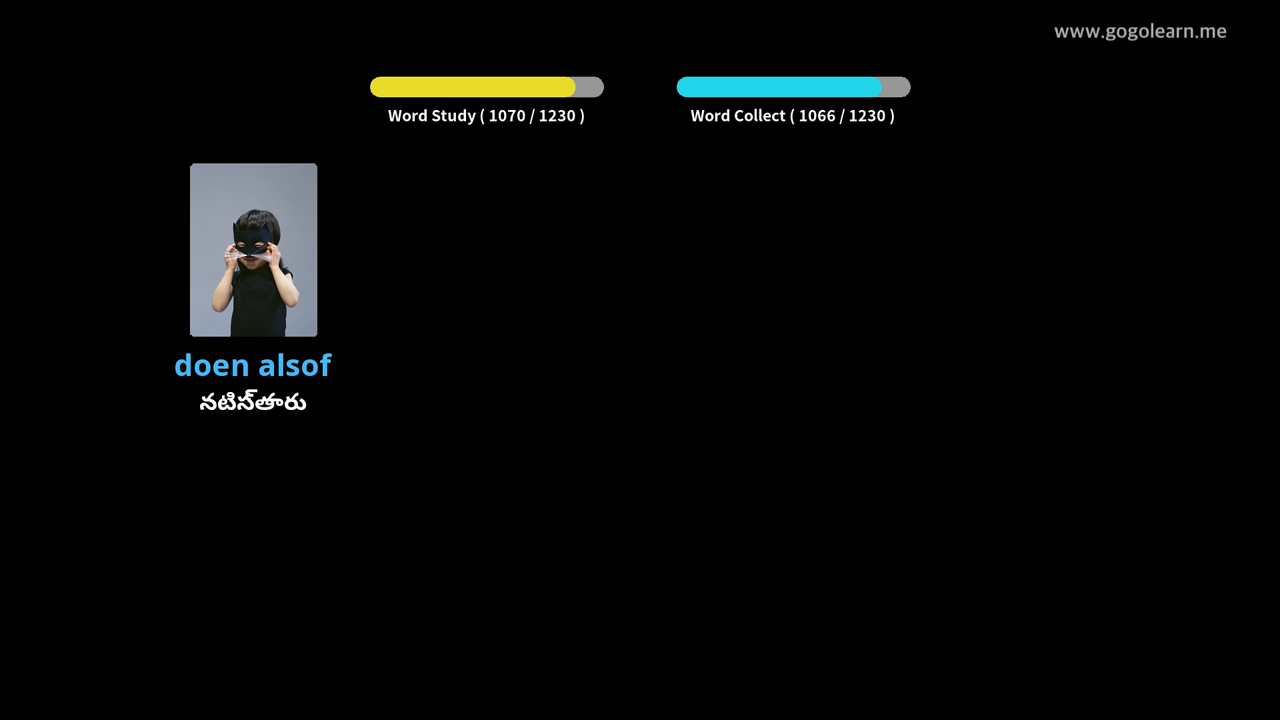 www.gogolearn.me
Word Study ( 1070 / 1230 )
Word Collect ( 1066 / 1230 )
doen alsof
నటిస్‌తారు